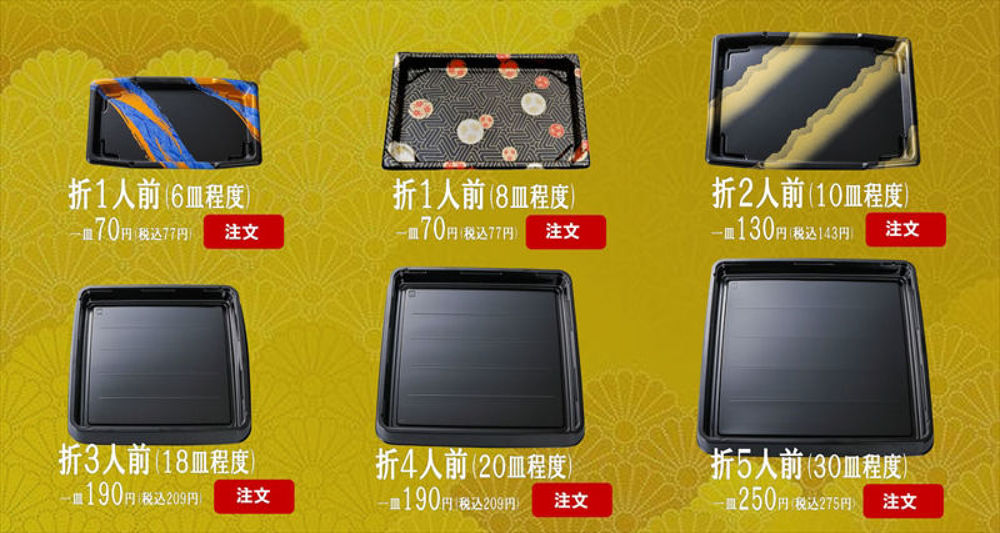 折1人前(6皿程度)
一皿70円(税込77円) 注文
折1人前(8皿程度)
一皿70円(税込77円) 注文
折2人前(10皿程度)
一皿130円(税込143円) 注文
折3人前(18皿程度)
一皿190円(税込209円) 注文
折4人前(20皿程度)
一皿190円(税込209円) 注文
折5人前(30皿程度)
一皿250円(税込275円) 注文